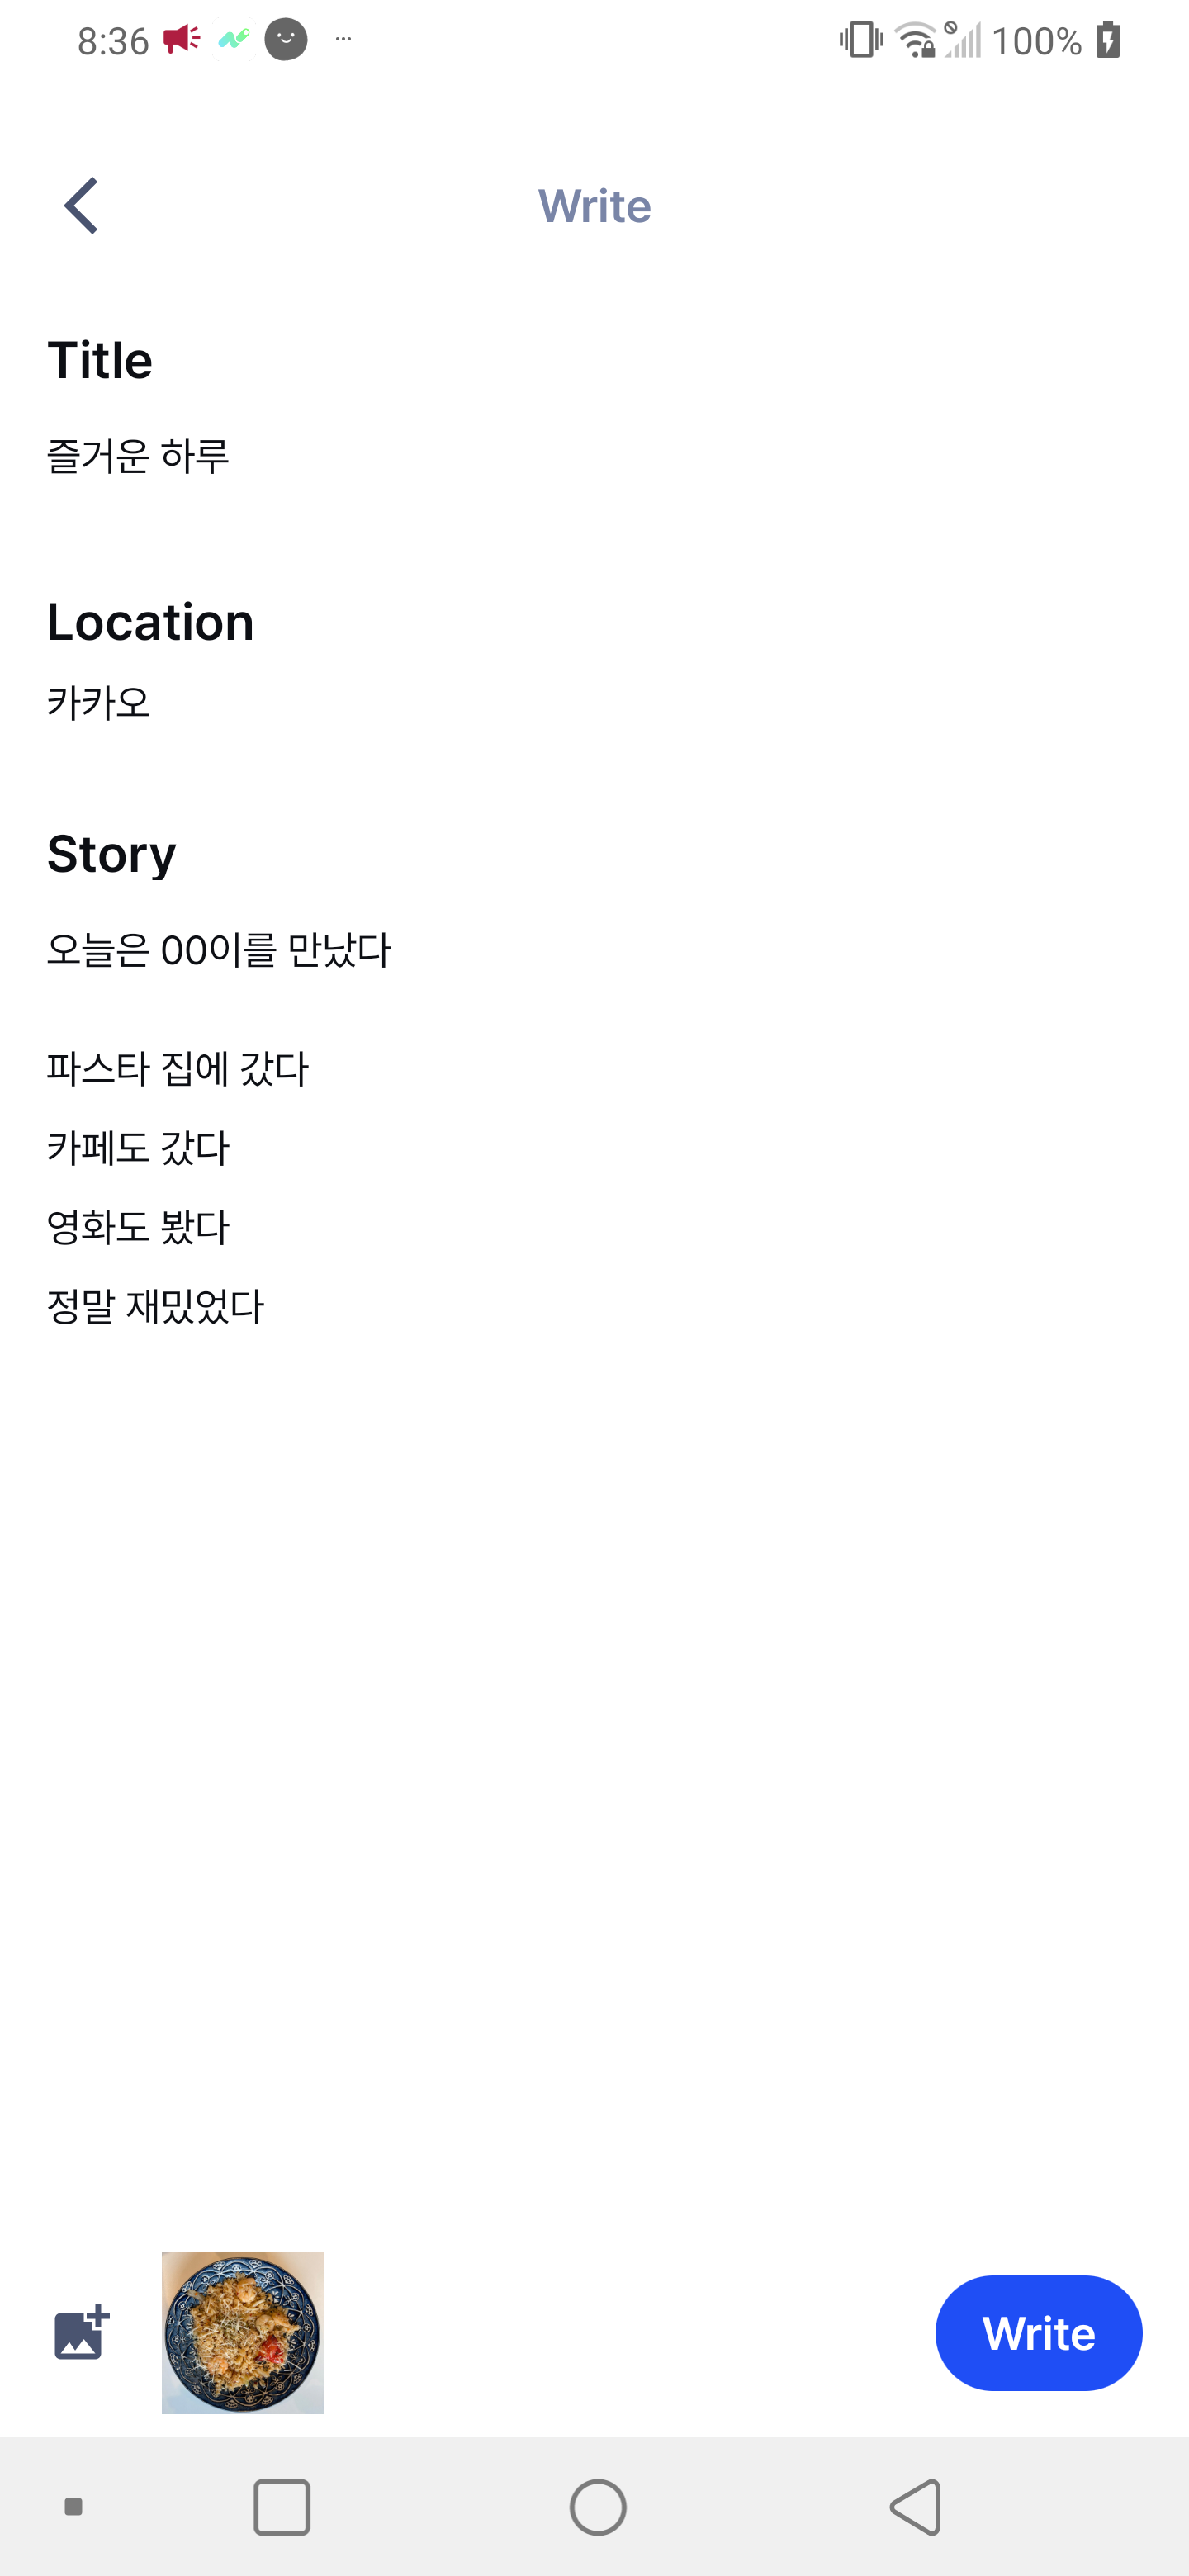 8:36 100%
Write
Title
즐거운 하루
Location
카카오
Story
오늘은 00이를 만났다
파스타 집에 갔다
카페도 갔다
영화도 봤다
정말 재밌었다
Write